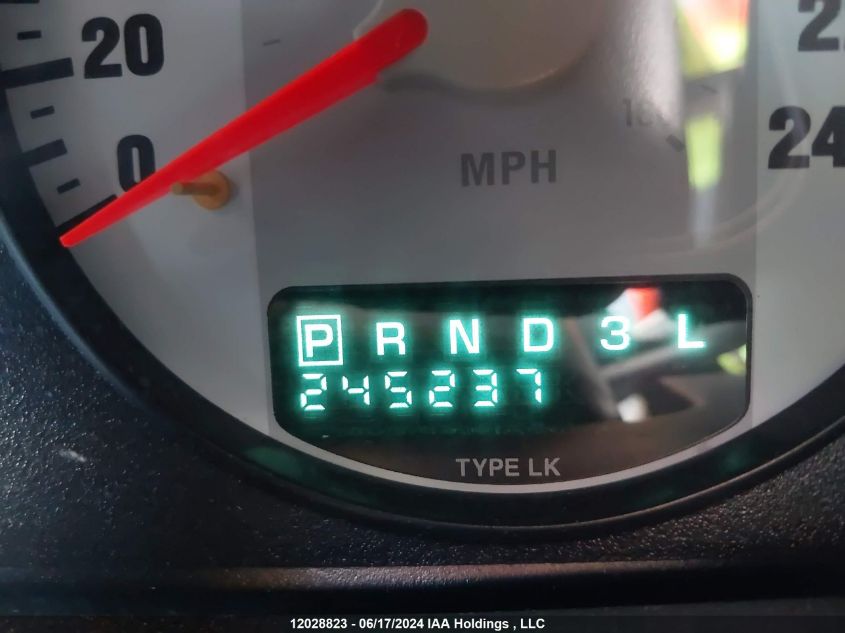 20
0
MPH
24
P R N D 3 L
245237
TYPE LK
12028823 - 06/17/2024 IAA Holdings , LLC